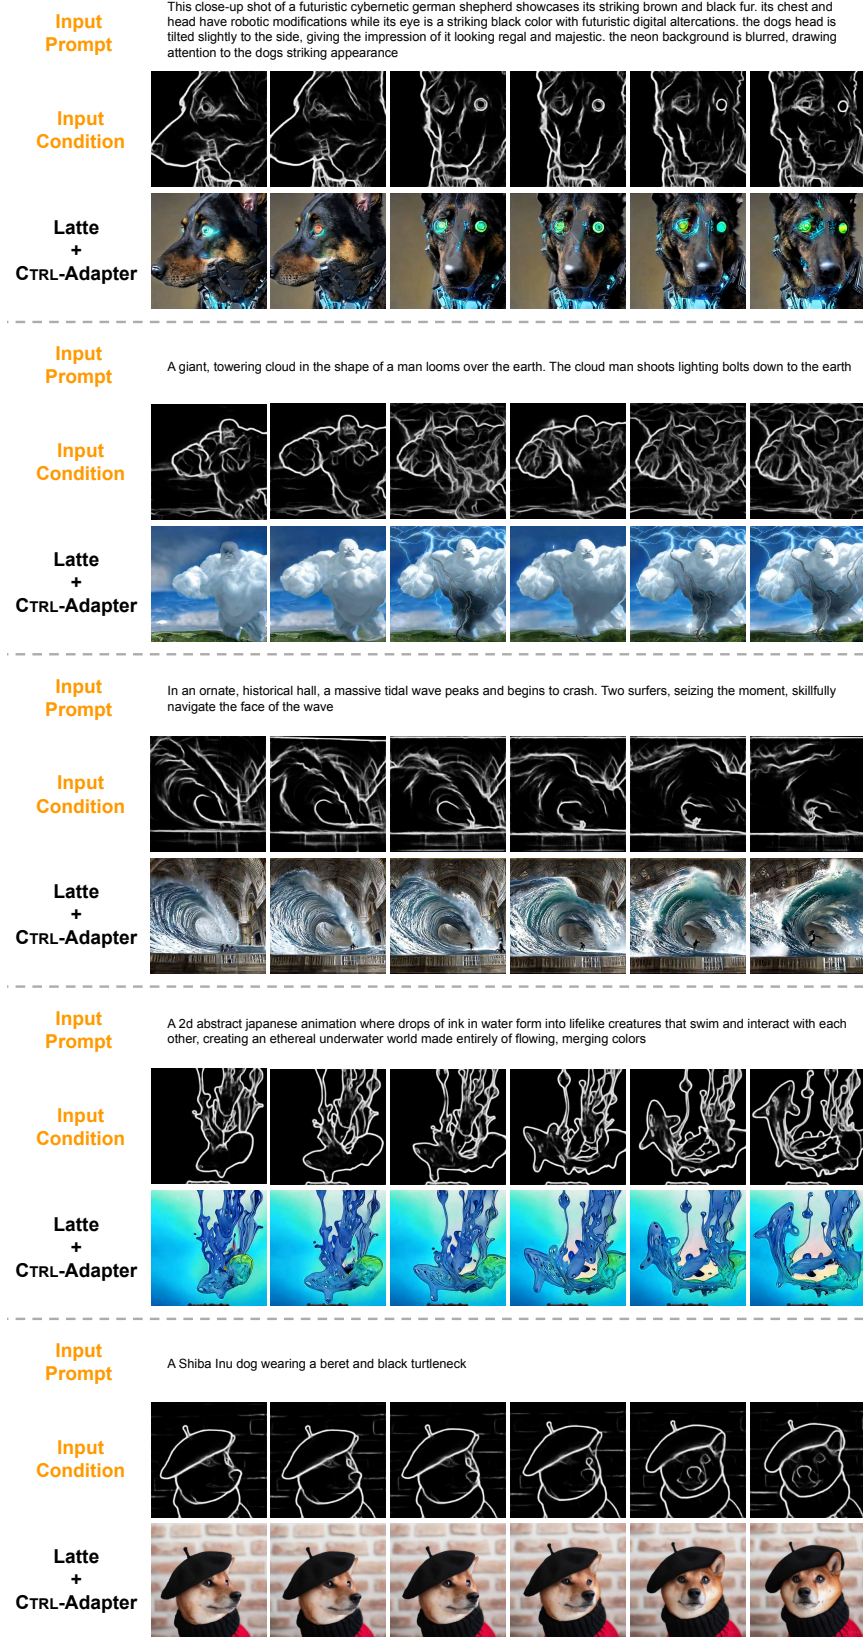 Input
Prompt
This close-up shot of a futuristic cybernetic german shepherd showcases its striking brown and black fur. its chest and
head have robotic modifications while its eye is a striking black color with futuristic digital altercations. the dogs head is
tilted slightly to the side, giving the impression of it looking regal and majestic. the neon background is blurred, drawing
attention to the dogs striking appearance
Input
Condition
Latte
+
CTRL-Adapter
Input
Prompt
A giant, towering cloud in the shape of a man looms over the earth. The cloud man shoots lighting bolts down to the earth
Input
Condition
Latte
+
CTRL-Adapter
Input
Prompt
In an ornate, historical hall, a massive tidal wave peaks and begins to crash. Two surfers, seizing the moment, skillfully
navigate the face of the wave
Input
Condition
Latte
+
CTRL-Adapter
Input
Prompt
A 2d abstract japanese animation where drops of ink in water form into lifelike creatures that swim and interact with each
other, creating an ethereal underwater world made entirely of flowing, merging colors
Input
Condition
Latte
+
CTRL-Adapter
Input
Prompt
A Shiba Inu dog wearing a beret and black turtleneck
Input
Condition
Latte
+
CTRL-Adapter